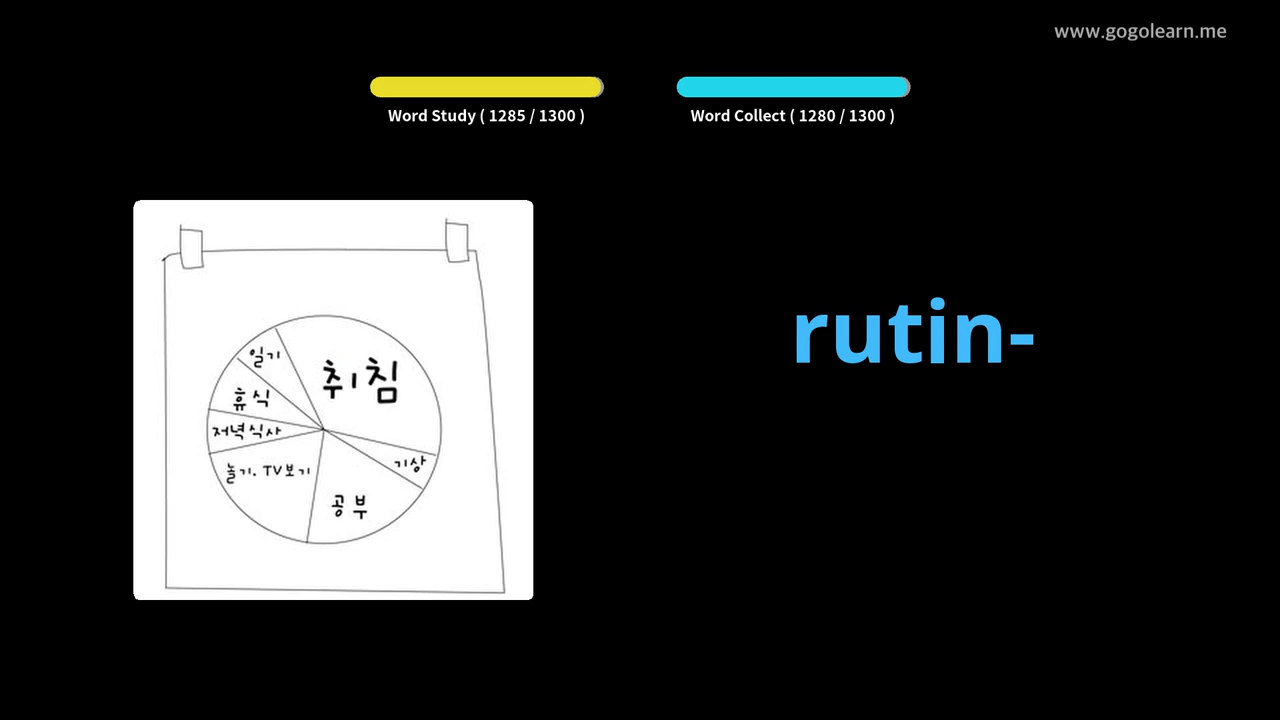 www.gogolearn.me
Word Study ( 1285 / 1300 )
Word Collect ( 1280 / 1300 )
일기
취침
휴식
저녁식사
기상
놀기. TV보기
공부
rutin-